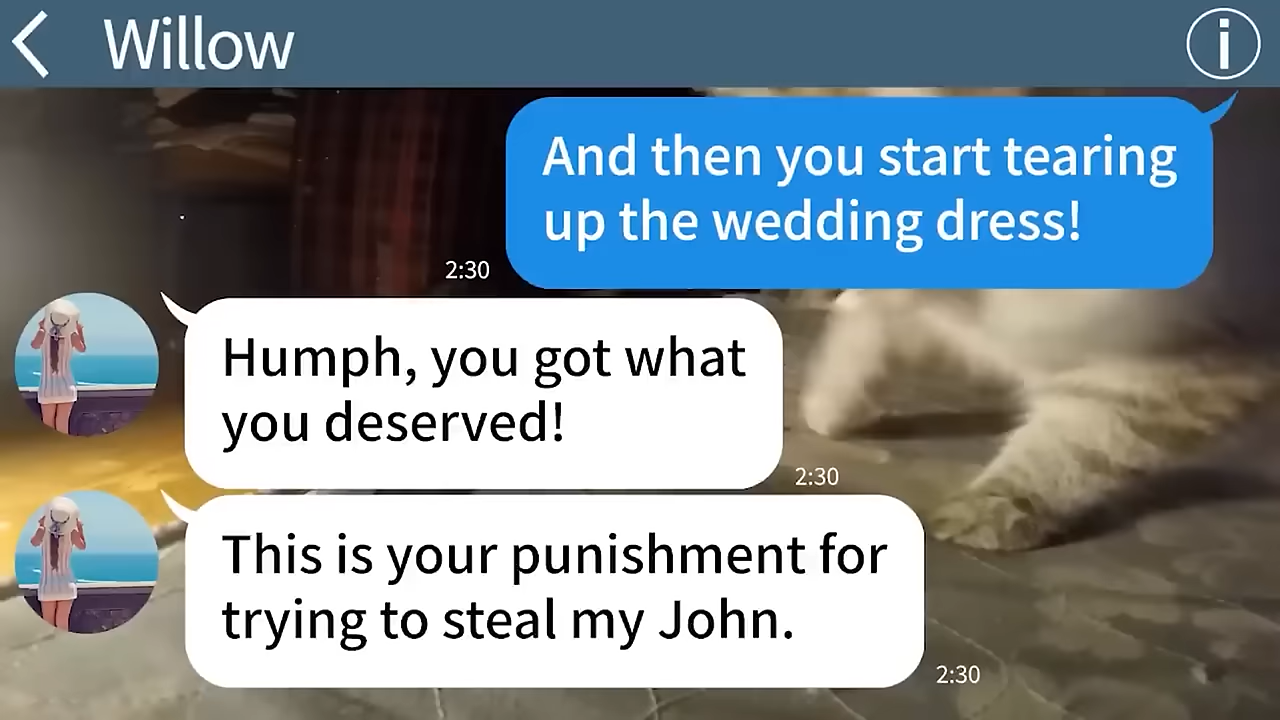 Willow
And then you start tearing
up the wedding dress!
2:30
Humph, you got what
you deserved!
2:30
This is your punishment for
trying to steal my John.
2:30